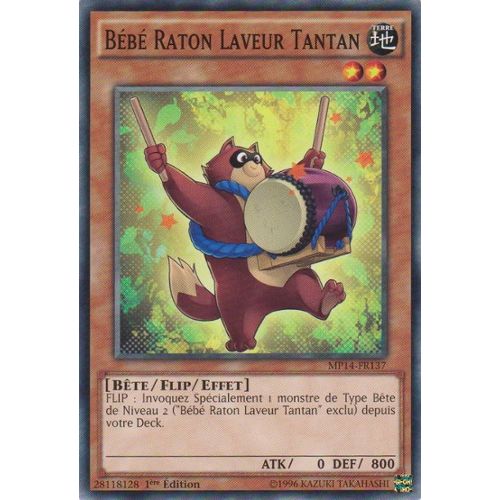 Bébé Raton Laveur Tantan
TERRE
地
MP14-FR137
[Bête/Flip/Effet]
FLIP : Invoquez Spécialement 1 monstre de Type Bête
de Niveau 2 ("Bébé Raton Laveur Tantan" exclu) depuis
votre Deck.
ATK/ 0 DEF/ 800
28118128 1ère Édition ©1996 KAZUKI TAKAHASHI